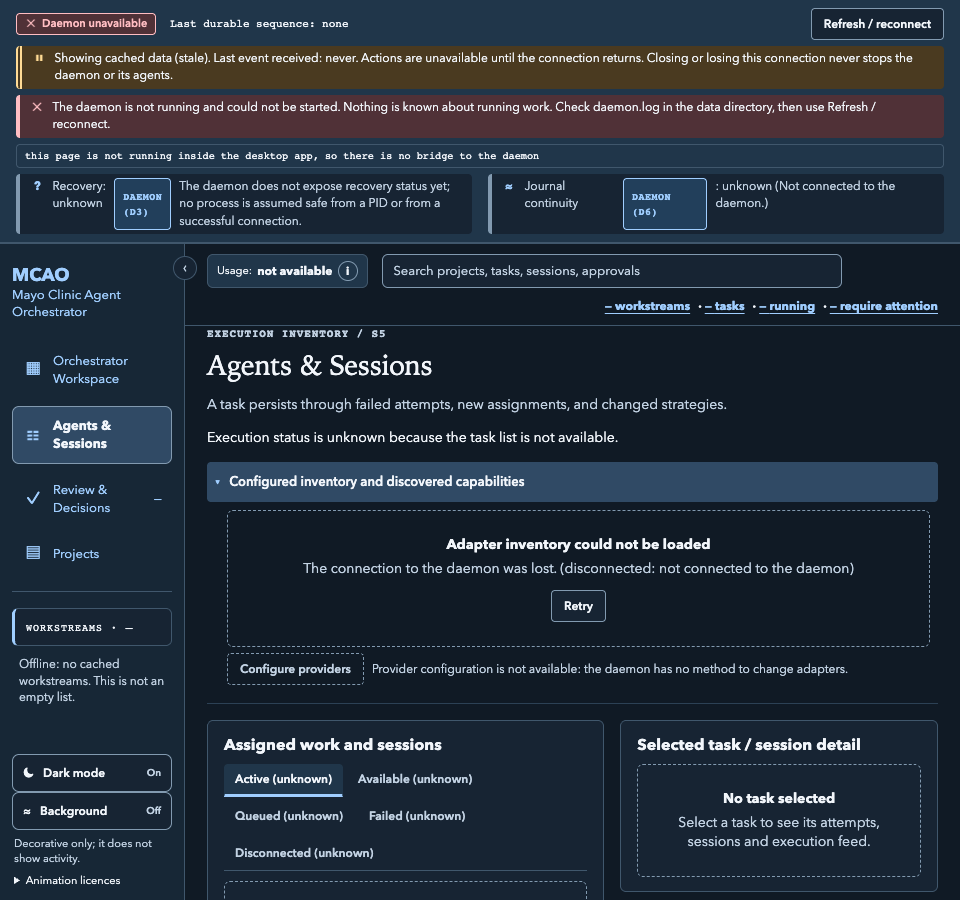 Daemon unavailable
Last durable sequence: none
Refresh / reconnect
Showing cached data (stale). Last event received: never. Actions are unavailable until the connection returns. Closing or losing this connection never stops the
daemon or its agents.
The daemon is not running and could not be started. Nothing is known about running work. Check daemon.log in the data directory, then use Refresh /
reconnect.
this page is not running inside the desktop app, so there is no bridge to the daemon
? Recovery:
unknown
DAEMON
(D3)
The daemon does not expose recovery status yet;
no process is assumed safe from a PID or from a
successful connection.
≈ Journal
continuity
DAEMON
(D6)
: unknown (Not connected to the
daemon.)
MCAO
Mayo Clinic Agent
Orchestrator
‹
Usage: not available i
Search projects, tasks, sessions, approvals
– workstreams • – tasks • – running • – require attention
Orchestrator
Workspace
Agents &
Sessions
Review &
Decisions –
Projects
WORKSTREAMS • –
Offline: no cached
workstreams. This is not an
empty list.
Dark mode On
≈ Background Off
Decorative only; it does not
show activity.
▶ Animation licences
EXECUTION INVENTORY / S5
Agents & Sessions
A task persists through failed attempts, new assignments, and changed strategies.
Execution status is unknown because the task list is not available.
▾ Configured inventory and discovered capabilities
Adapter inventory could not be loaded
The connection to the daemon was lost. (disconnected: not connected to the daemon)
Retry
Configure providers
Provider configuration is not available: the daemon has no method to change adapters.
Assigned work and sessions
Active (unknown)
Available (unknown)
Queued (unknown)
Failed (unknown)
Disconnected (unknown)
Selected task / session detail
No task selected
Select a task to see its attempts,
sessions and execution feed.